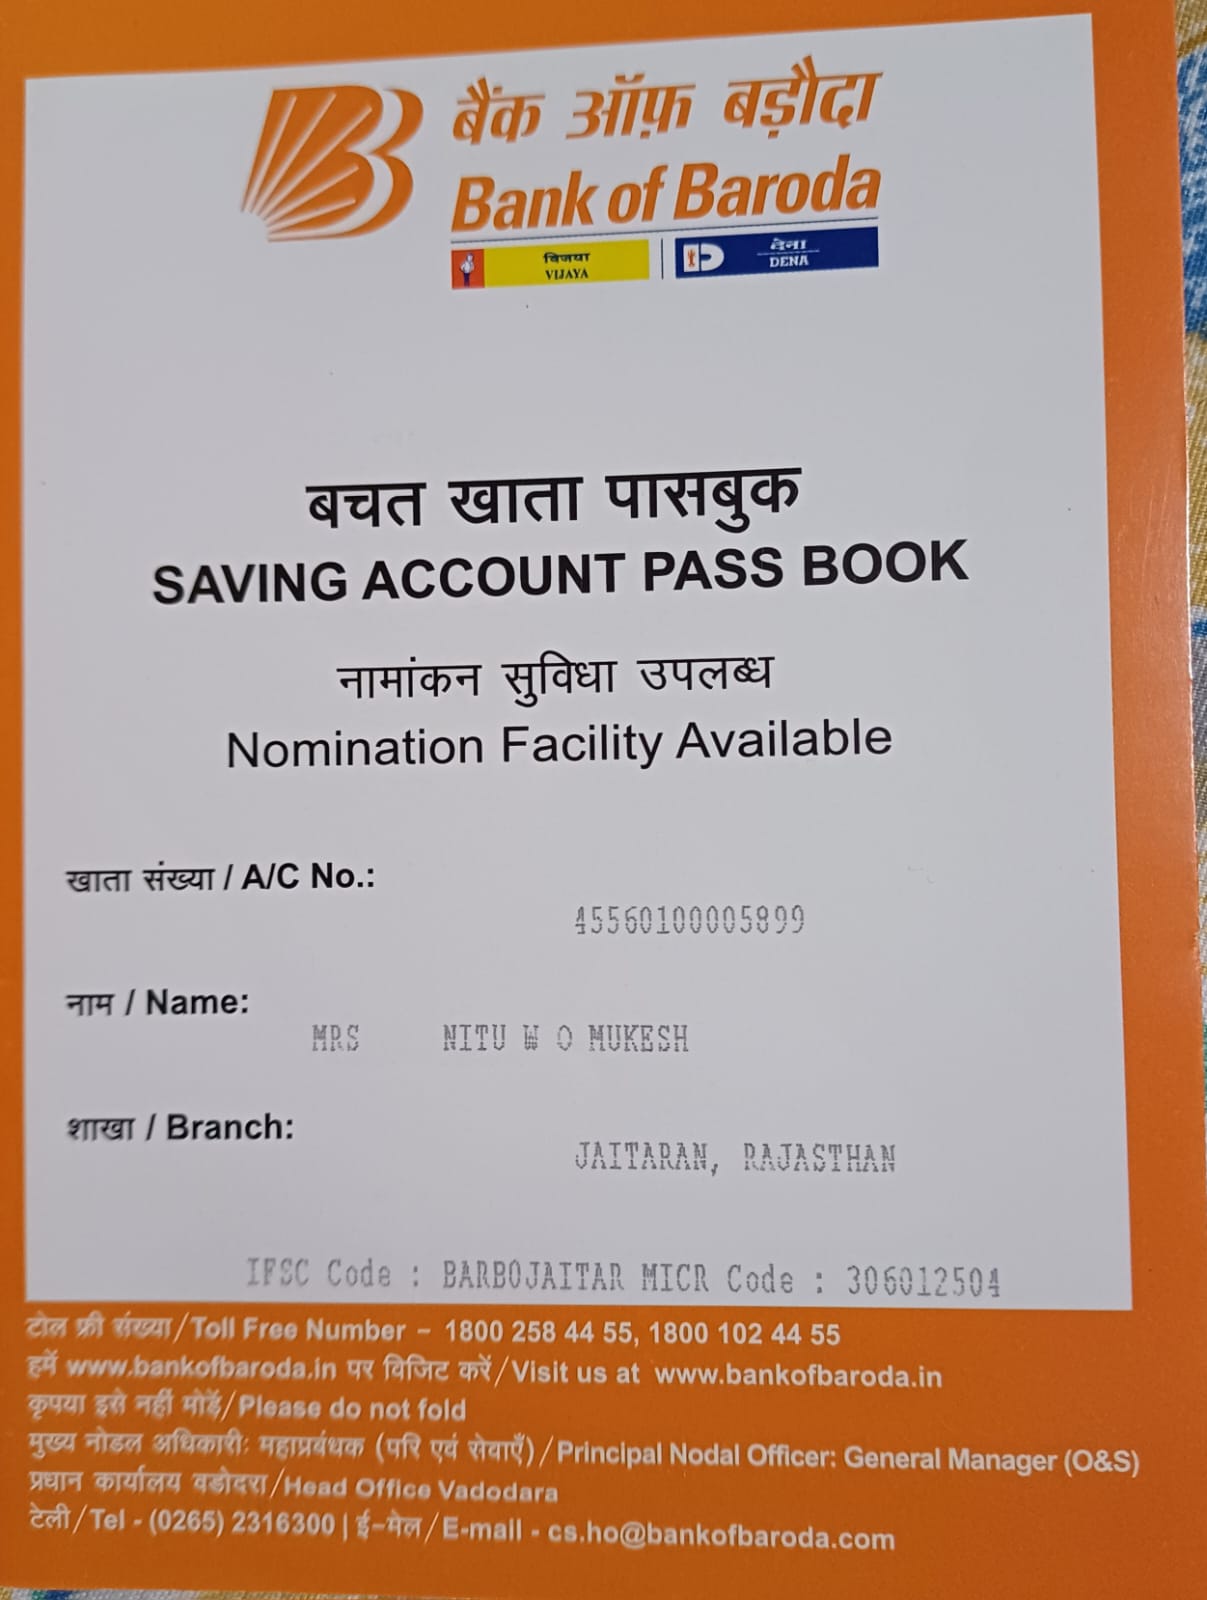 बैंक ऑफ़ बड़ौदा
Bank of Baroda
विजया
VIJAYA
देना
DENA
बचत खाता पासबुक
SAVING ACCOUNT PASS BOOK
नामांकन सुविधा उपलब्ध
Nomination Facility Available
खाता संख्या / A/C No.:
45560100005899
नाम / Name:
MRS NITU W O MUKESH
शाखा / Branch:
JAITARAN, RAJASTHAN
IFSC Code : BARB0JAITAR MICR Code : 306012504
टोल फ्री संख्या/Toll Free Number – 1800 258 44 55, 1800 102 44 55
हमें www.bankofbaroda.in पर विजिट करें/Visit us at www.bankofbaroda.in
कृपया इसे नहीं मोड़ें/Please do not fold
मुख्य नोडल अधिकारी: महाप्रबंधक (परि एवं सेवाएँ)/Principal Nodal Officer: General Manager (O&S)
प्रधान कार्यालय वडोदरा/Head Office Vadodara
टेली/Tel - (0265) 2316300 | ई-मेल/E-mail - cs.ho@bankofbaroda.com